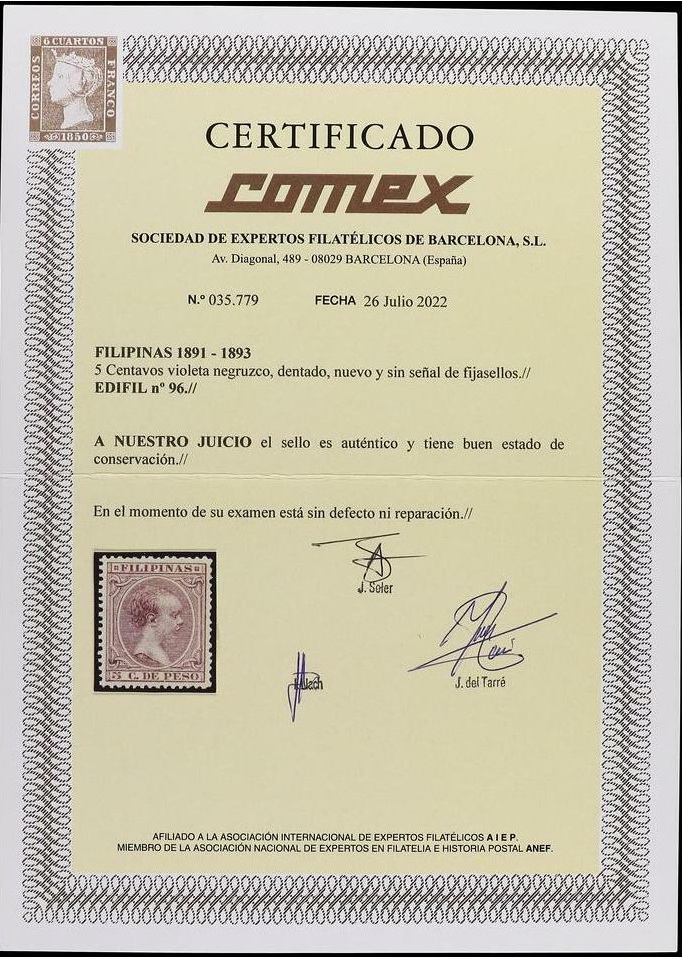 6 CUARTOS
CORREOS
FRANCO
1850
CERTIFICADO
comex
SOCIEDAD DE EXPERTOS FILATÉLICOS DE BARCELONA, S.L.
Av. Diagonal, 489 - 08029 BARCELONA (España)
N.º 035.779 FECHA 26 Julio 2022
FILIPINAS 1891 - 1893
5 Centavos violeta negruzco, dentado, nuevo y sin señal de fijasellos.//
EDIFIL nº 96.//
A NUESTRO JUICIO el sello es auténtico y tiene buen estado de
conservación.//
En el momento de su examen está sin defecto ni reparación.//
FILIPINAS
5 C. DE PESO
J. Soler
J. del Tarré
AFILIADO A LA ASOCIACIÓN INTERNACIONAL DE EXPERTOS FILATÉLICOS A I E P.
MIEMBRO DE LA ASOCIACIÓN NACIONAL DE EXPERTOS EN FILATELIA E HISTORIA POSTAL ANEF.